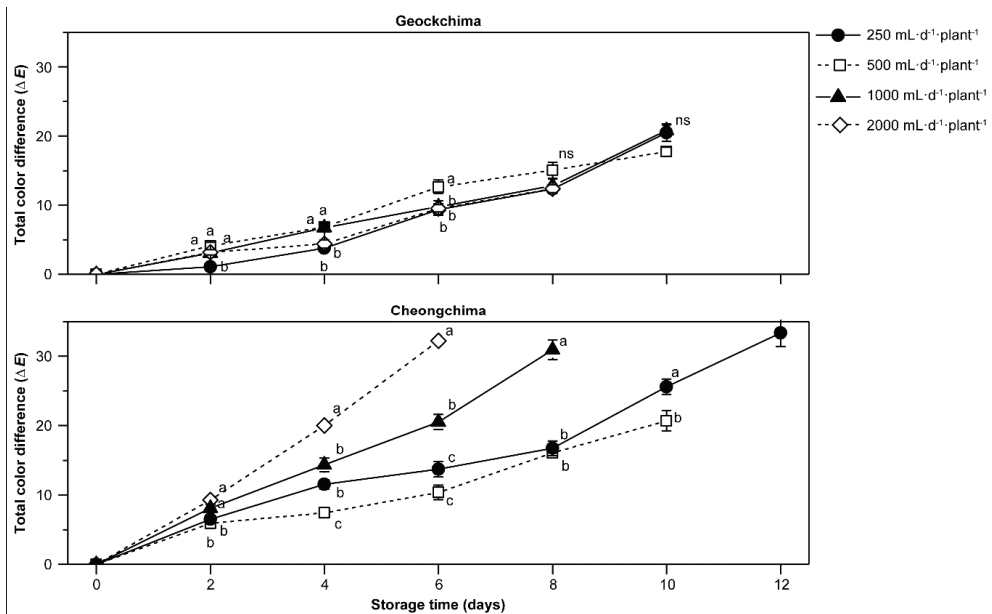 Geockchima
250 mL·d⁻¹·plant⁻¹
500 mL·d⁻¹·plant⁻¹
1000 mL·d⁻¹·plant⁻¹
2000 mL·d⁻¹·plant⁻¹
Total color difference (Δ E)
30
20
10
0
a
a
b
a
a
b
b
a
b
b
b
ns
ns
Cheongchima
Total color difference (Δ E)
30
20
10
0
a
a
b
b
a
b
b
c
a
b
c
c
a
b
b
a
b
0
2
4
6
8
10
12
Storage time (days)